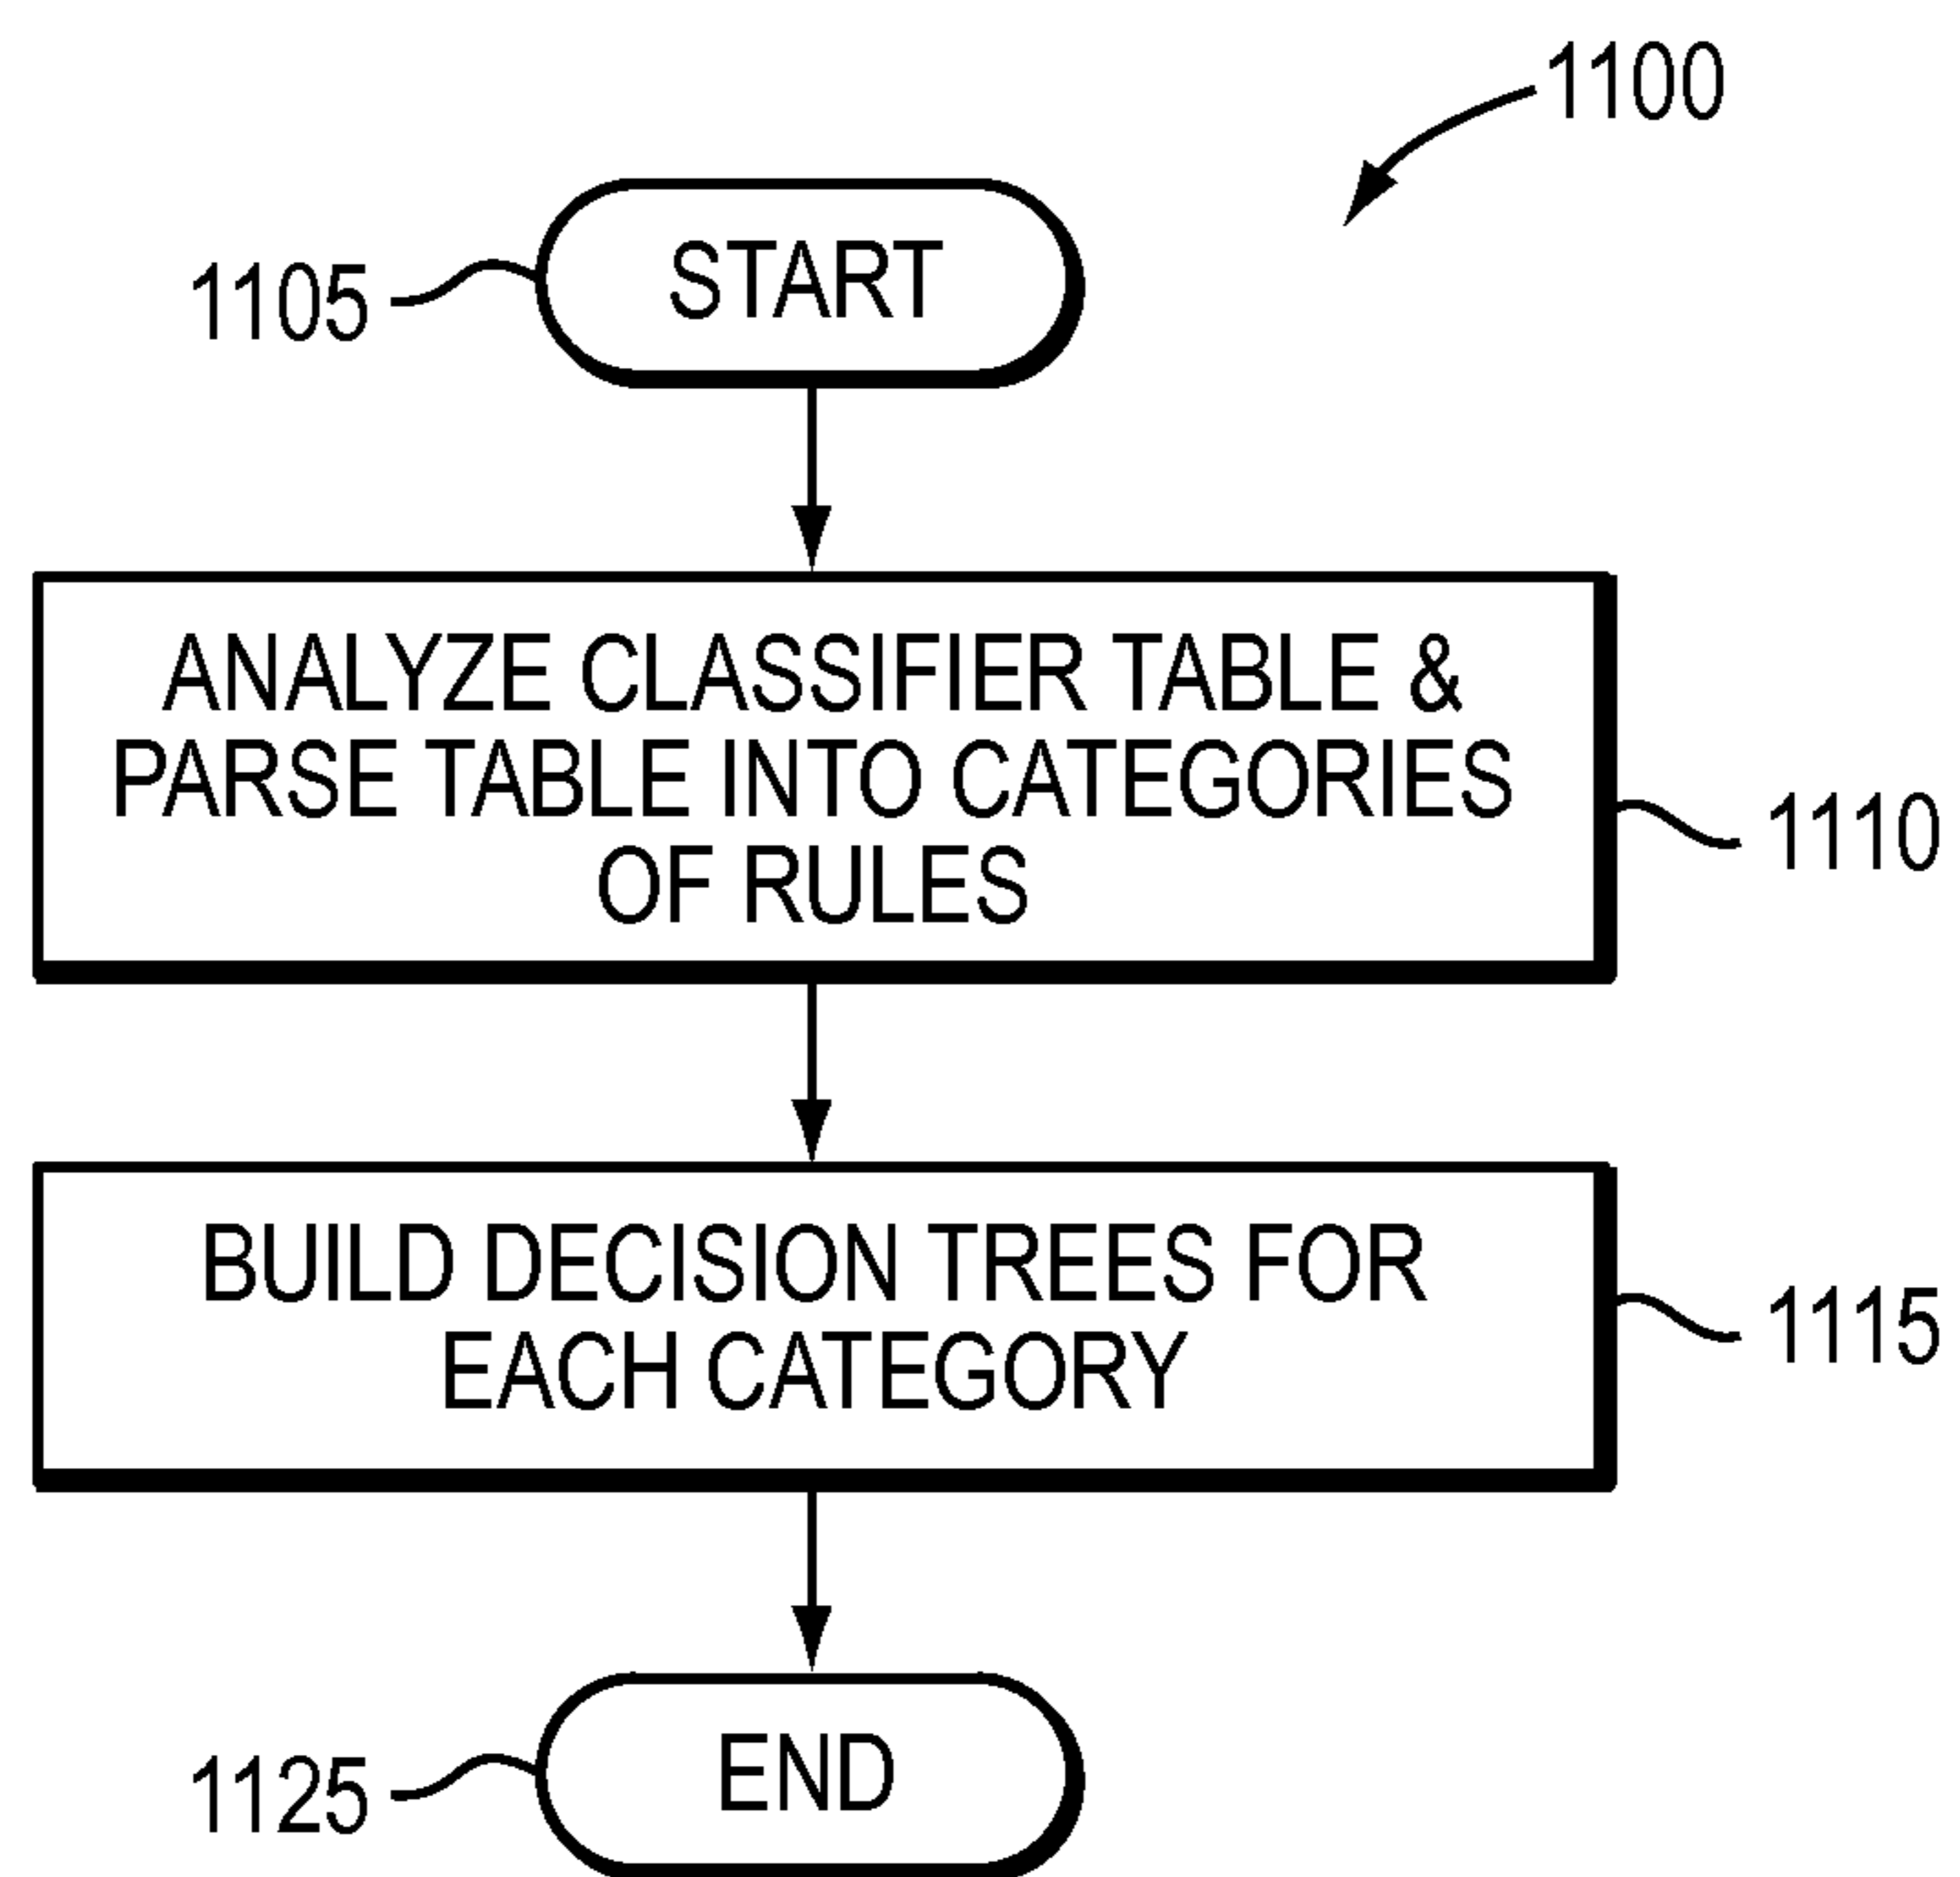 1100
START
1105
ANALYZE CLASSIFIER TABLE &
PARSE TABLE INTO CATEGORIES
OF RULES
1110
BUILD DECISION TREES FOR
EACH CATEGORY
1115
END
1125